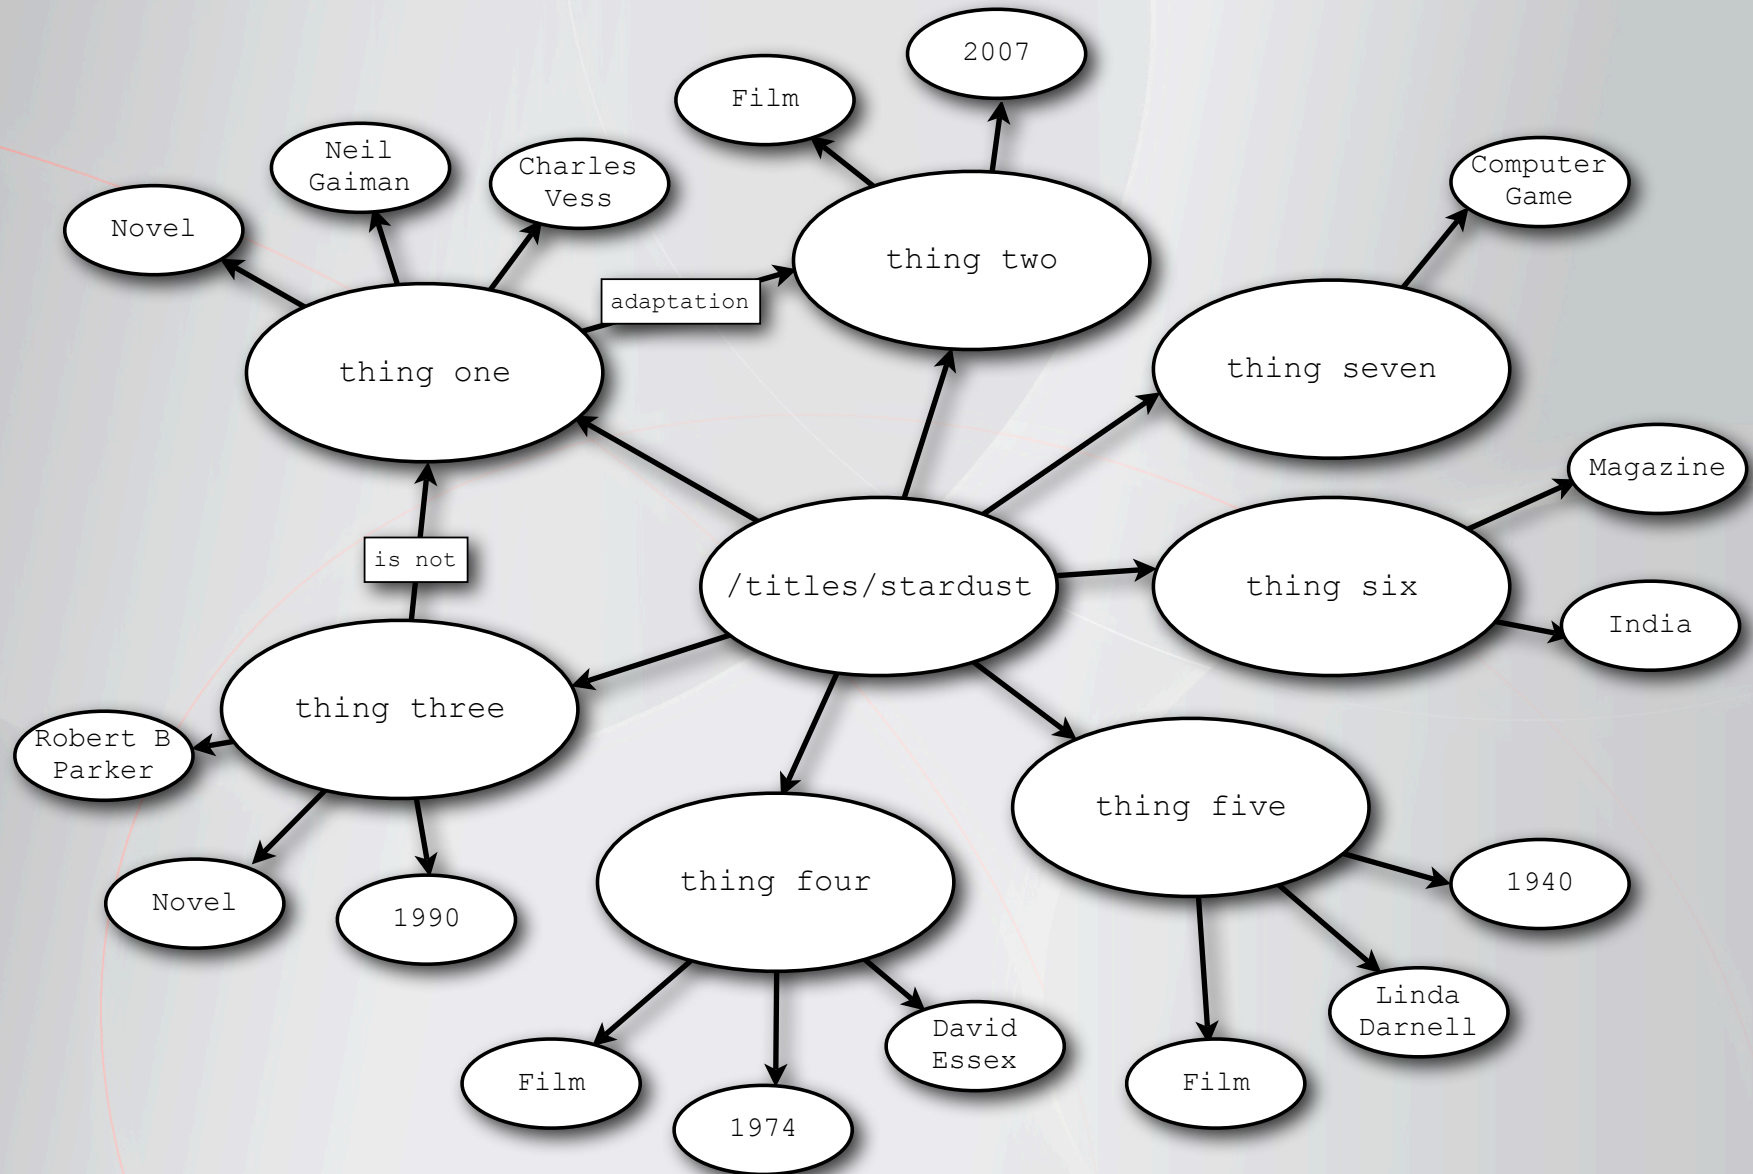 2007
Film
Neil
Gaiman
Charles
Vess
Computer
Game
Novel
thing two
adaptation
thing one
thing seven
Magazine
is not
/titles/stardust
thing six
India
thing three
Robert B
Parker
thing five
thing four
1940
Novel
1990
Linda
Darnell
David
Essex
Film
Film
1974